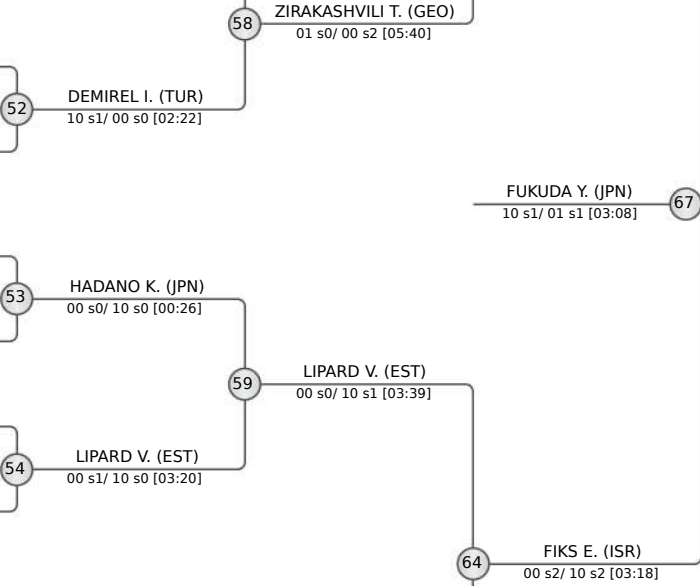 58
ZIRAKASHVILI T. (GEO)
01 s0/ 00 s2 [05:40]
52
DEMIREL I. (TUR)
10 s1/ 00 s0 [02:22]
FUKUDA Y. (JPN)
67
10 s1/ 01 s1 [03:08]
53
HADANO K. (JPN)
00 s0/ 10 s0 [00:26]
59
LIPARD V. (EST)
00 s0/ 10 s1 [03:39]
54
LIPARD V. (EST)
00 s1/ 10 s0 [03:20]
64
FIKS E. (ISR)
00 s2/ 10 s2 [03:18]